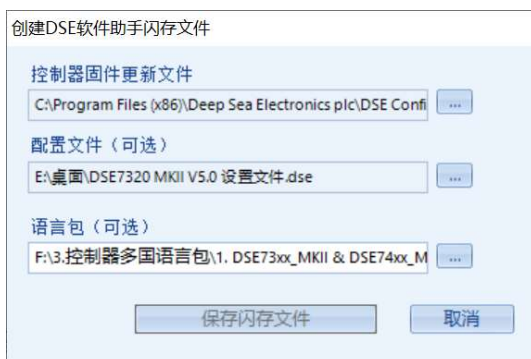 创建DSE软件助手闪存文件
控制器固件更新文件
C:\Program Files (x86)\Deep Sea Electronics plc\DSE Confi
...
配置文件（可选）
E:\桌面\DSE7320 MKII V5.0 设置文件.dse
...
语言包（可选）
F:\3.控制器多国语言包\1. DSE73xx_MKII & DSE74xx_M
...
保存闪存文件
取消